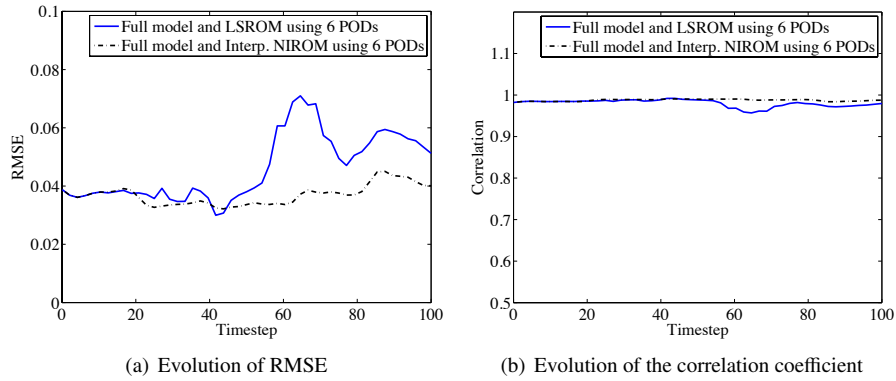 0.1
0.08
0.06
0.04
0.02
0
RMSE
Full model and LSROM using 6 PODs
Full model and Interp. NIROM using 6 PODs
0 20 40 60 80 100
Timestep
(a) Evolution of RMSE
1.1
1
0.9
0.8
0.7
0.6
0.5
Correlation
Full model and LSROM using 6 PODs
Full model and Interp. NIROM using 6 PODs
0 20 40 60 80 100
Timestep
(b) Evolution of the correlation coefficient